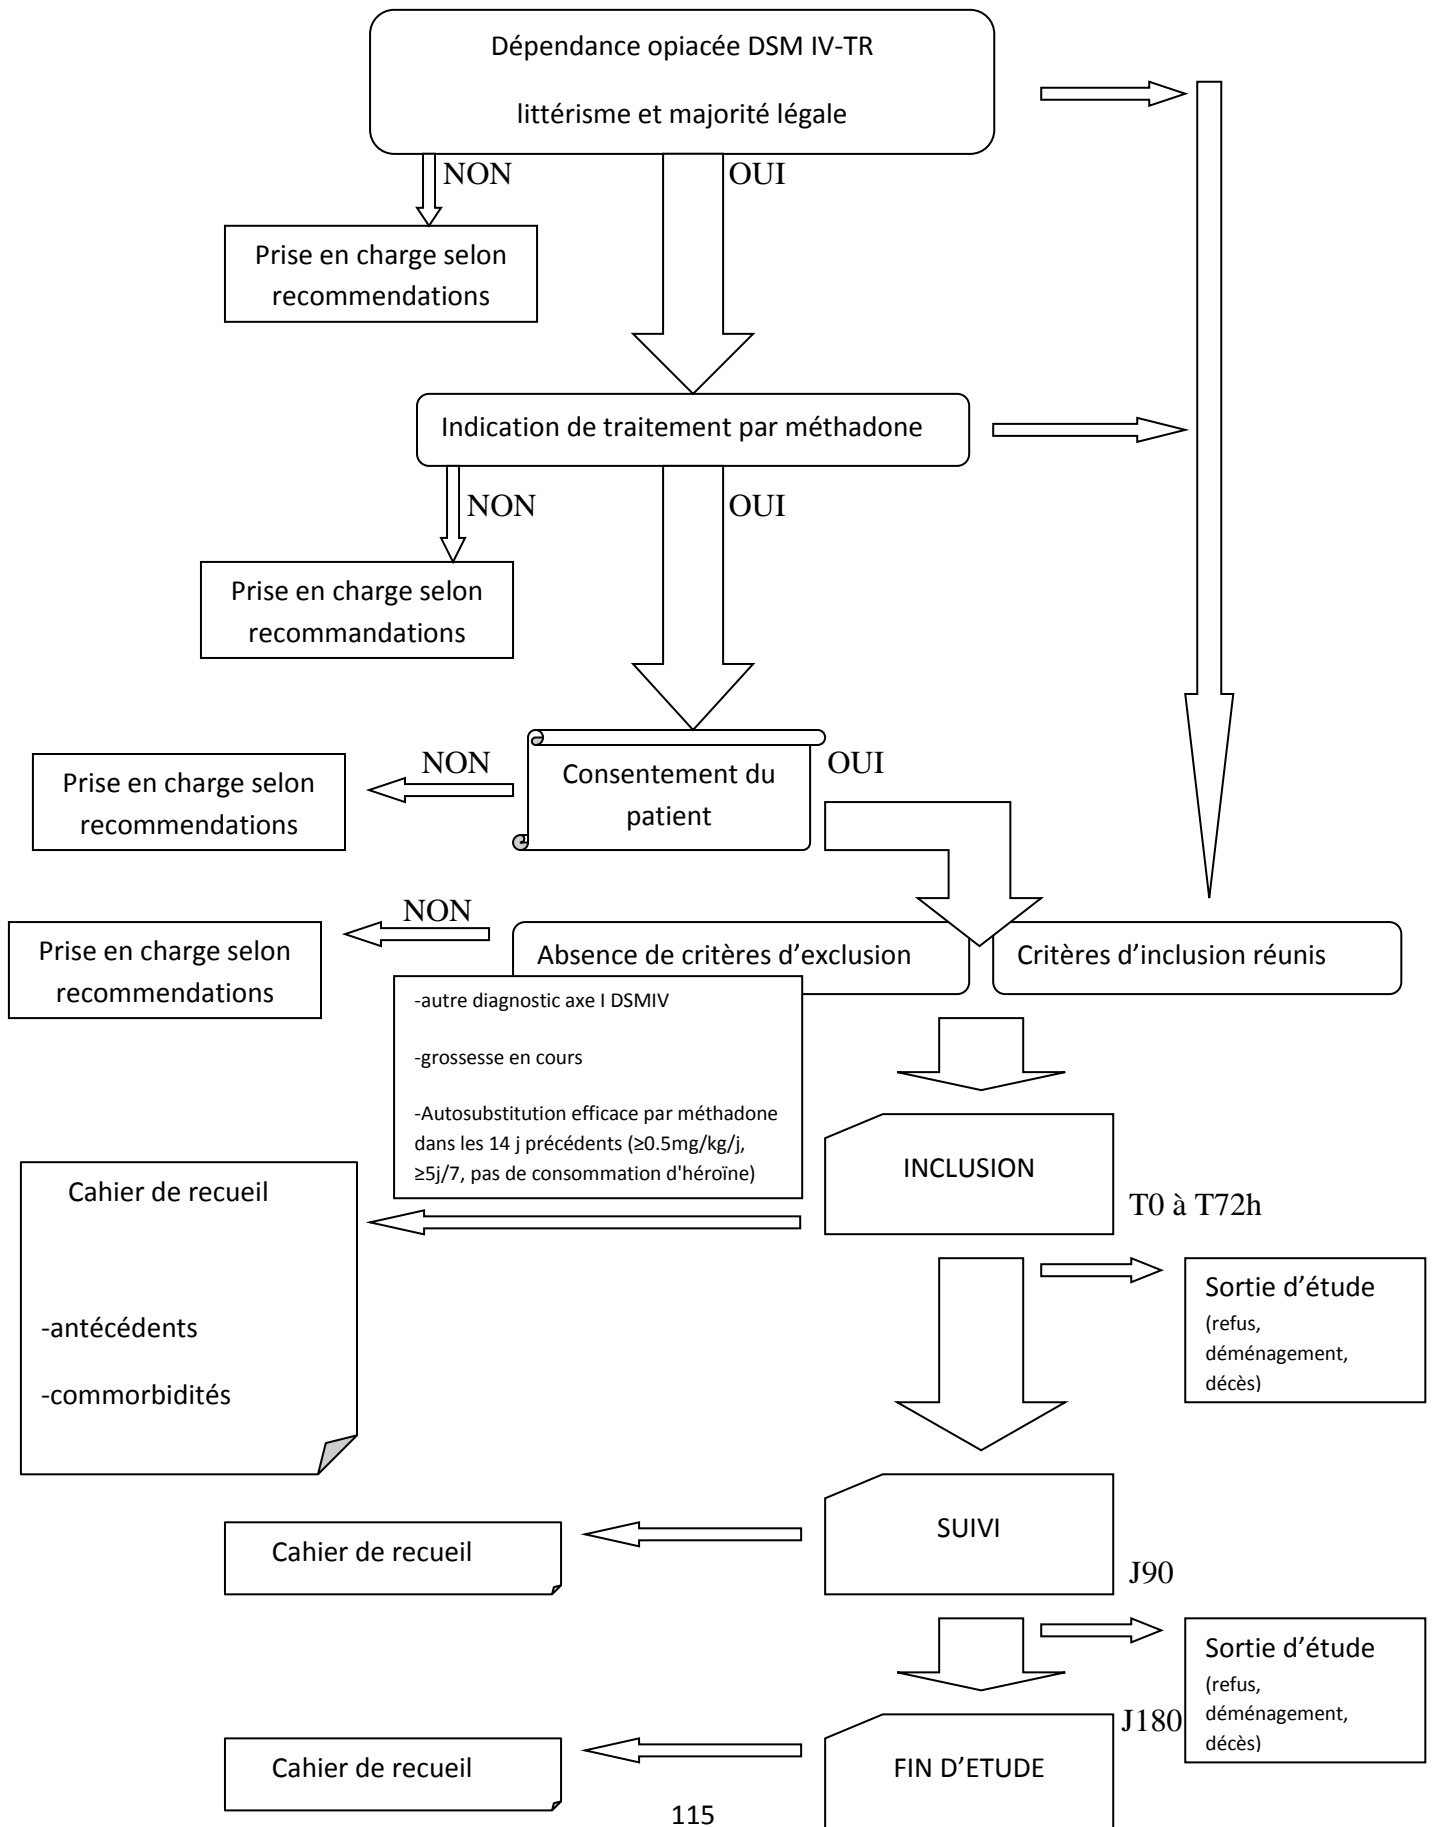 Dépendance opiacée DSM IV-TR
littérisme et majorité légale
NON
OUI
Prise en charge selon
recommendations
Indication de traitement par méthadone
NON
OUI
Prise en charge selon
recommandations
NON
Consentement du
patient
OUI
Prise en charge selon
recommendations
NON
Prise en charge selon
recommendations
Absence de critères d'exclusion
Critères d'inclusion réunis
-autre diagnostic axe I DSMIV
-grossesse en cours
-Autosubstitution efficace par méthadone
dans les 14 j précédents (≥0.5mg/kg/j,
≥5j/7, pas de consommation d'héroïne)
INCLUSION
T0 à T72h
Cahier de recueil
-antécédents
-commorbidités
Sortie d'étude
(refus,
déménagement,
décès)
SUIVI
J90
Cahier de recueil
Sortie d'étude
(refus,
déménagement,
décès)
J180
FIN D'ETUDE
Cahier de recueil
115